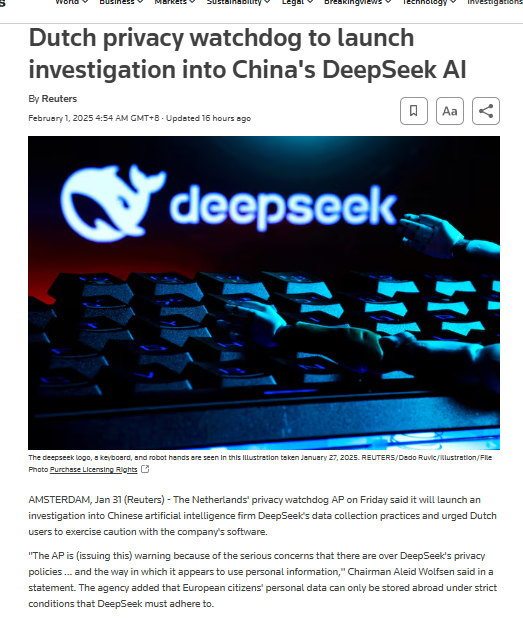 World Business Markets Sustainability Legal Breakingviews Technology Investigations
Dutch privacy watchdog to launch
investigation into China's DeepSeek AI
By Reuters
February 1, 2025 4:54 AM GMT+8 · Updated 16 hours ago
Aa
deepseek
The deepseek logo, a keyboard, and robot hands are seen in this illustration taken January 27, 2025. REUTERS/Dado Ruvic/Illustration/File
Photo Purchase Licensing Rights
AMSTERDAM, Jan 31 (Reuters) - The Netherlands' privacy watchdog AP on Friday said it will launch an
investigation into Chinese artificial intelligence firm DeepSeek's data collection practices and urged Dutch
users to exercise caution with the company's software.
"The AP is (issuing this) warning because of the serious concerns that there are over DeepSeek's privacy
policies ... and the way in which it appears to use personal information," Chairman Aleid Wolfsen said in a
statement. The agency added that European citizens' personal data can only be stored abroad under strict
conditions that DeepSeek must adhere to.